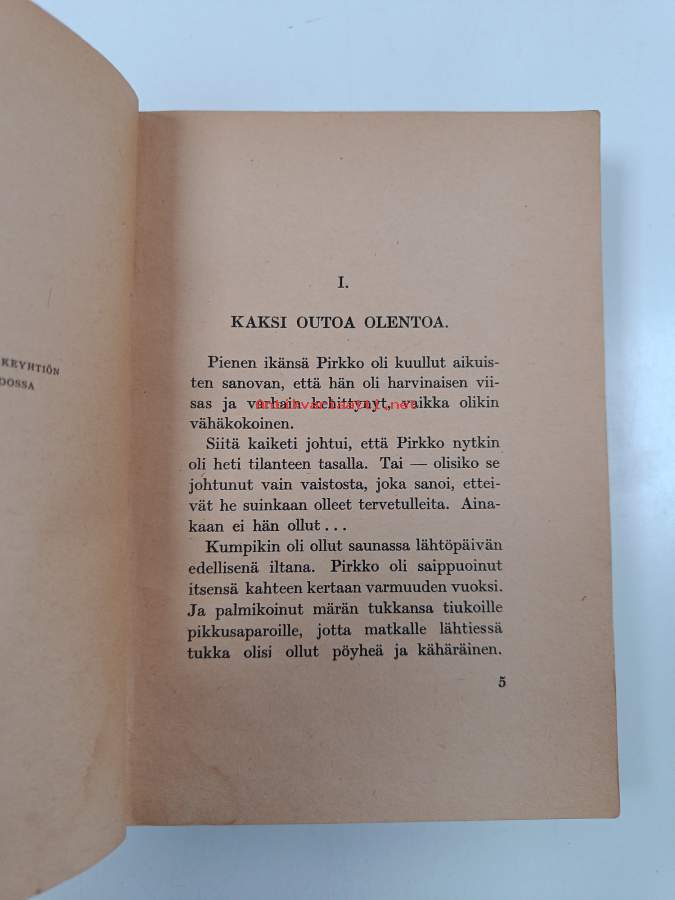 KEYHTIÖN
DOSSA
I.
KAKSI OUTOA OLENTOA.
Pienen ikänsä Pirkko oli kuullut aikuis-
ten sanovan, että hän oli harvinaisen vii-
sas ja varhain kehittynyt, vaikka olikin
vähäkokoinen.
Siitä kaiketi johtui, että Pirkko nytkin
oli heti tilanteen tasalla. Tai — olisiko se
johtunut vain vaistosta, joka sanoi, ettei-
vät he suinkaan olleet tervetulleita. Aina-
kaan ei hän ollut...
Kumpikin oli ollut saunassa lähtöpäivän
edellisenä iltana. Pirkko oli saippuoinut
itsensä kahteen kertaan varmuuden vuoksi.
Ja palmikoinut märän tukkansa tiukoille
pikkusaparoille, jotta matkalle lähtiessä
tukka olisi ollut pöyheä ja kähäräinen.
5